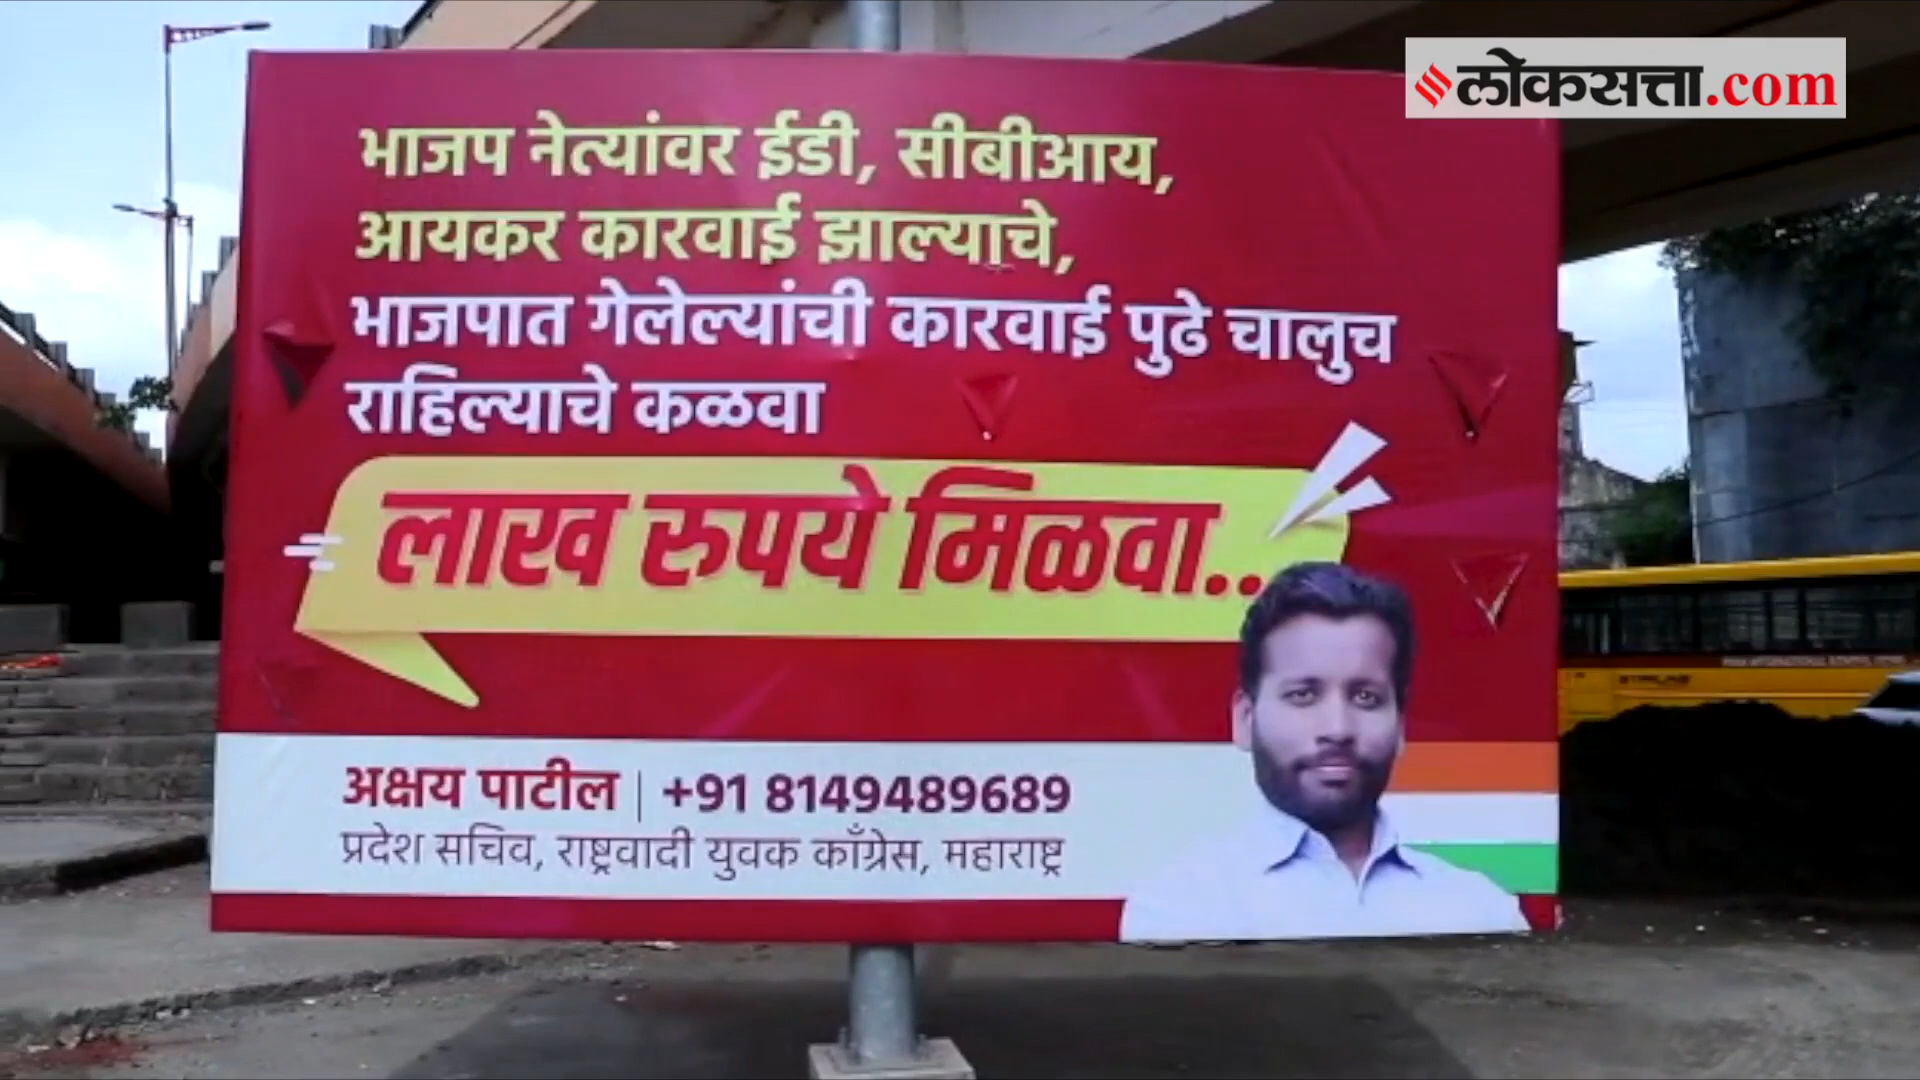 लोकसत्ता.com
भाजप नेत्यांवर ईडी, सीबीआय,
आयकर कारवाई झाल्याचे,
भाजपात गेलेल्यांची कारवाई पुढे चालुच
राहिल्याचे कळवा
लाख रुपये मिळवा..
अक्षय पाटील | +91 8149489689
प्रदेश सचिव, राष्ट्रवादी युवक काँग्रेस, महाराष्ट्र